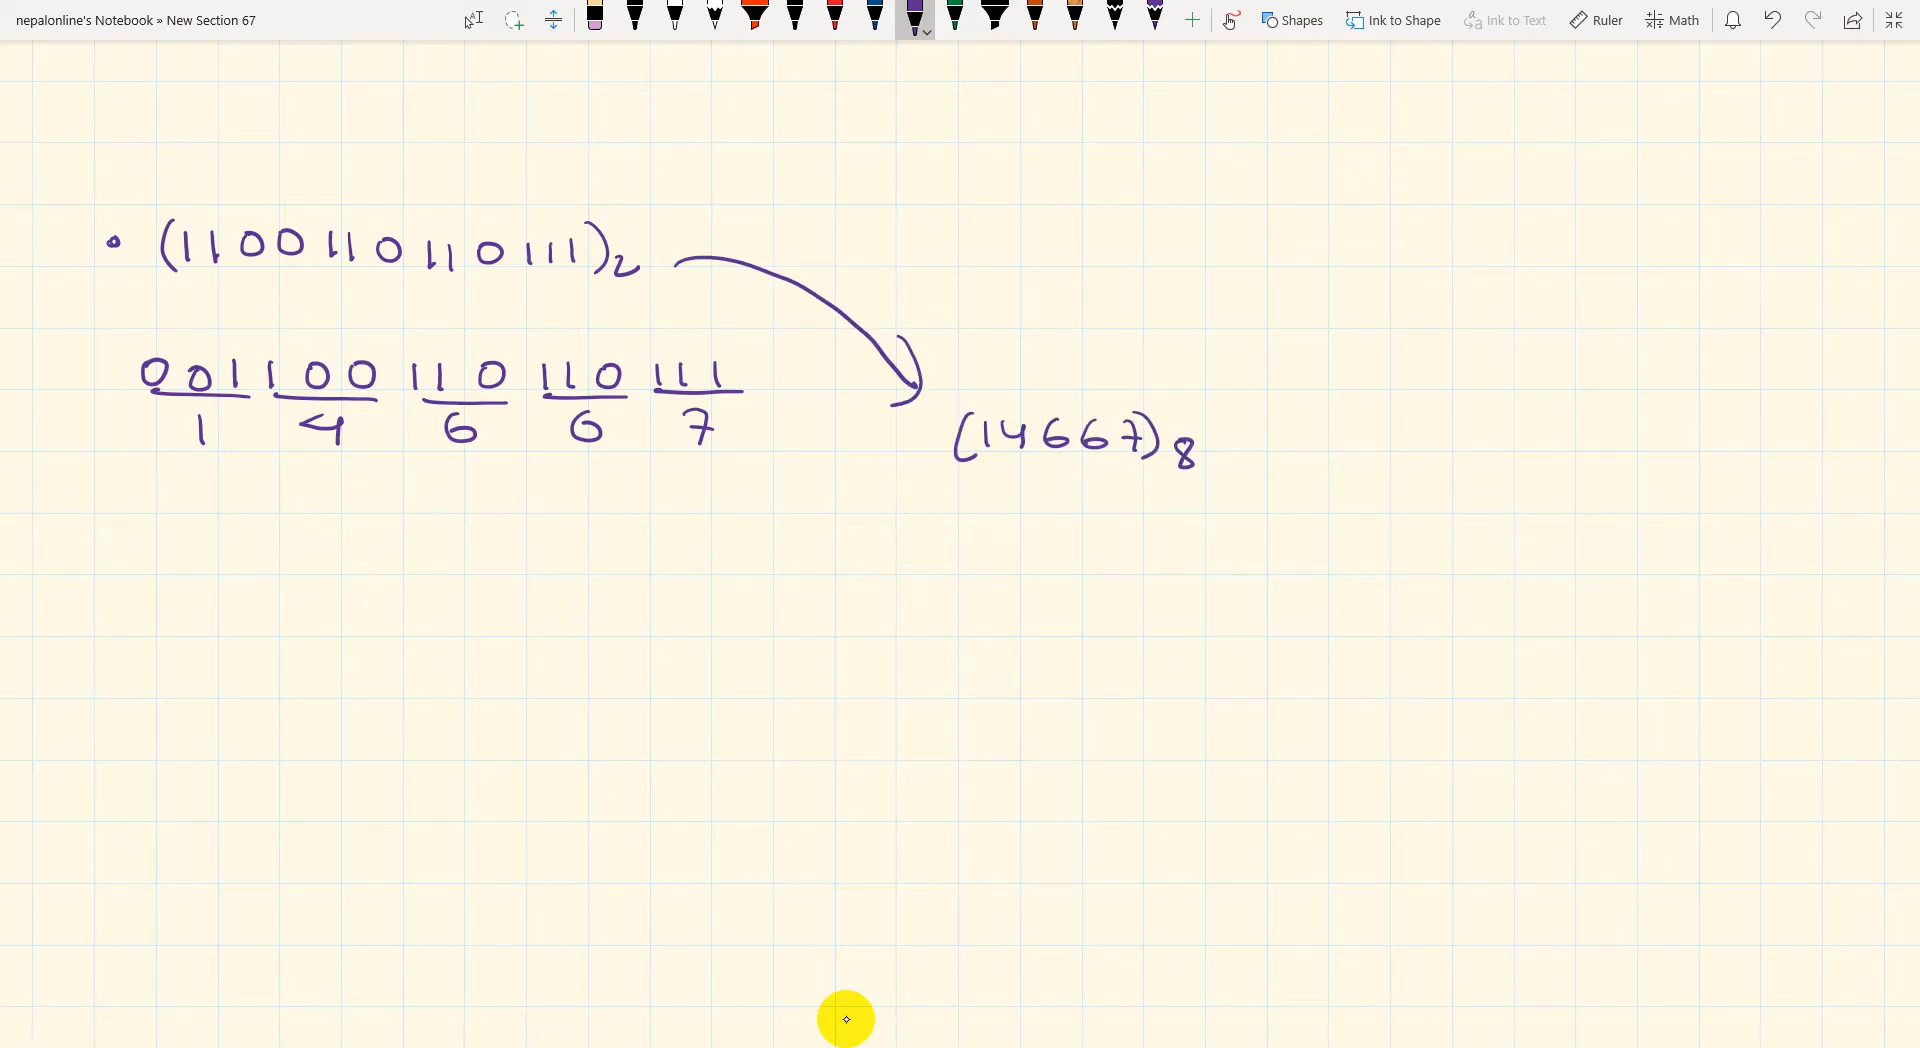 nepalonline's Notebook » New Section 67
Shapes Ink to Shape Ink to Text Ruler Math
(1100110110111)2
001 100 110 110 111
1 4 6 6 7
(14667)8